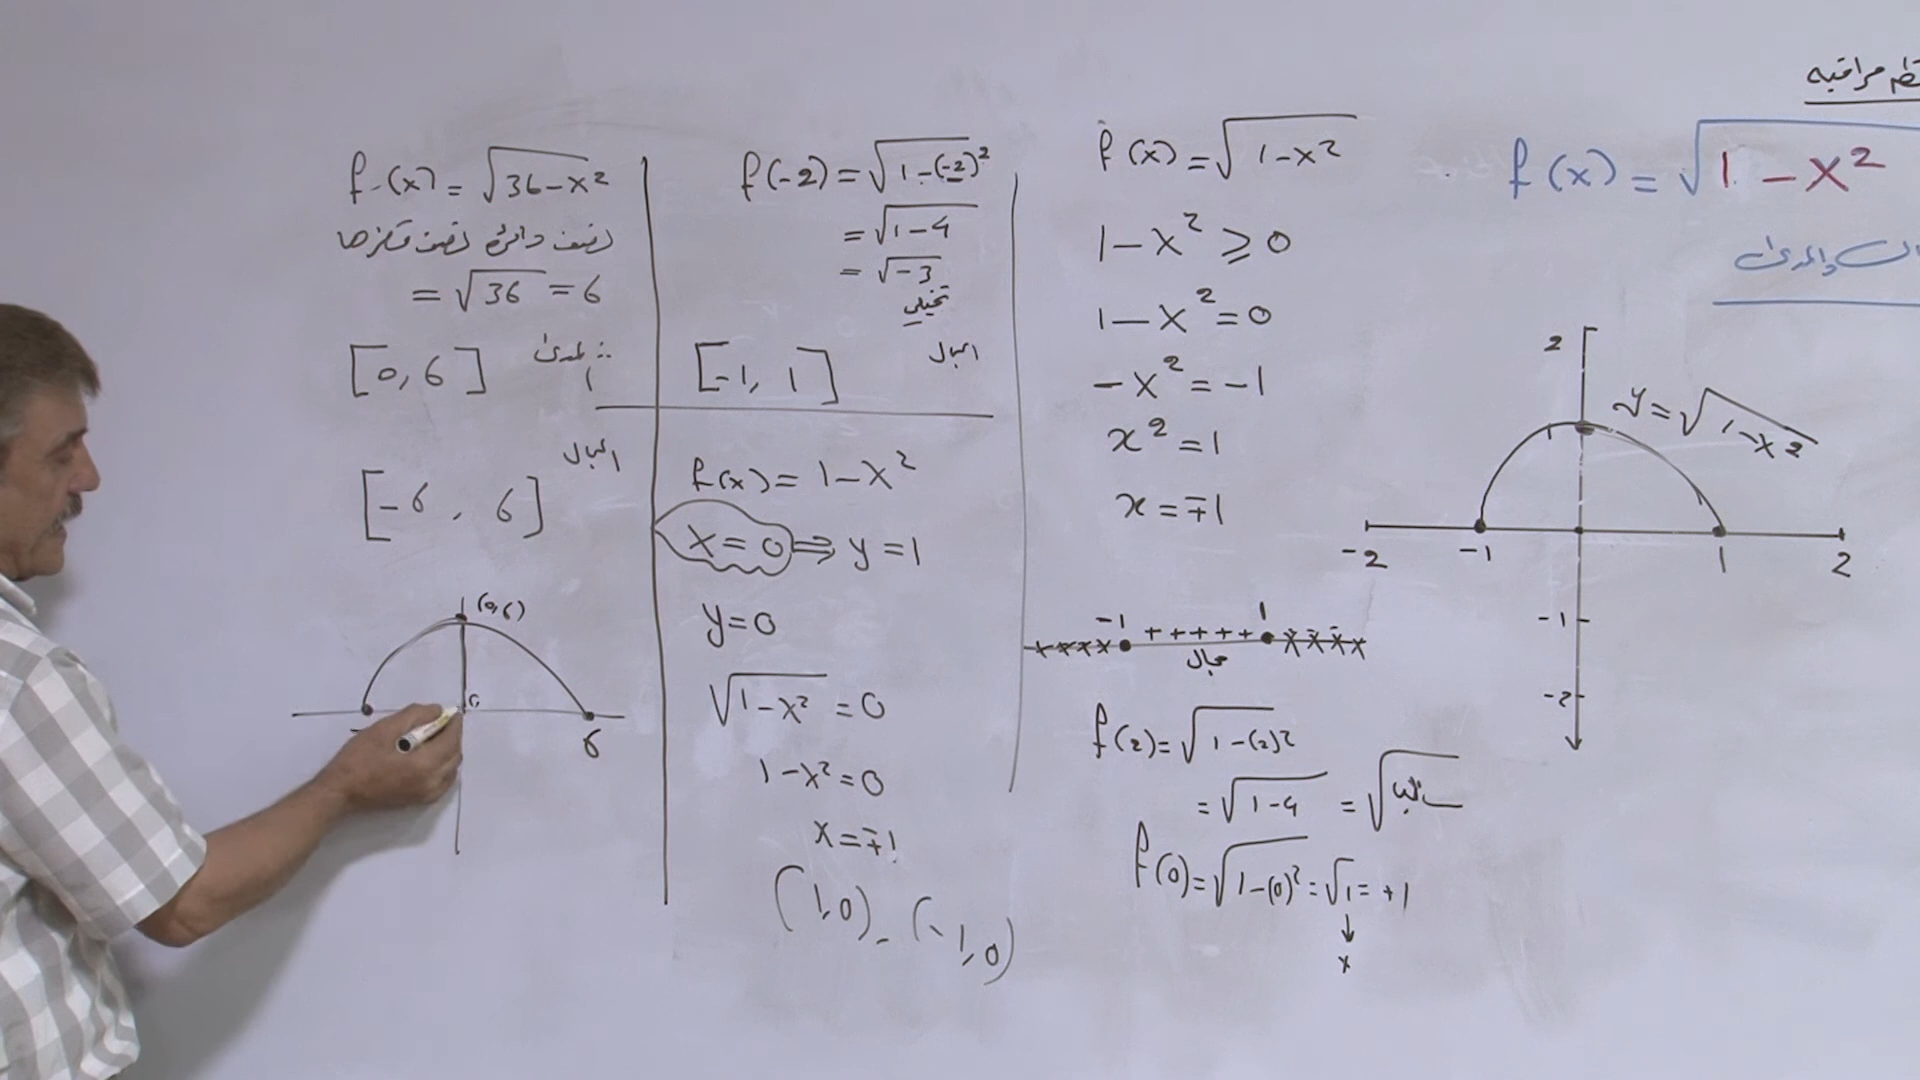 f(x) = √(1-x²)
f(x) = √(1-x²)
1-x² ≥ 0
1-x² = 0
-x² = -1
x² = 1
x = ∓1
-1 + + + + + 1
x x x x مجال x x x x
f(2) = √(1-(2)²
= √(1-4) = √سالب
f(0) = √(1-(0)²) = √1 = +1
↓
x
2
1
y = √(1-x²)
-2 -1 1 2
-1
-2
f(-2) = √(1-(-2)²
= √(1-4)
= √-3
تخيلي
المجال [-1, 1]
f(x) = 1-x²
x = 0 ⇒ y = 1
y = 0
√(1-x²) = 0
1-x² = 0
x = ∓1
(1,0) - (-1,0)
f(x) = √(36-x²)
نصف دائرة نصف قطرها
= √36 = 6
∴ المدى [0, 6]
المجال [-6, 6]
(0,6)
6